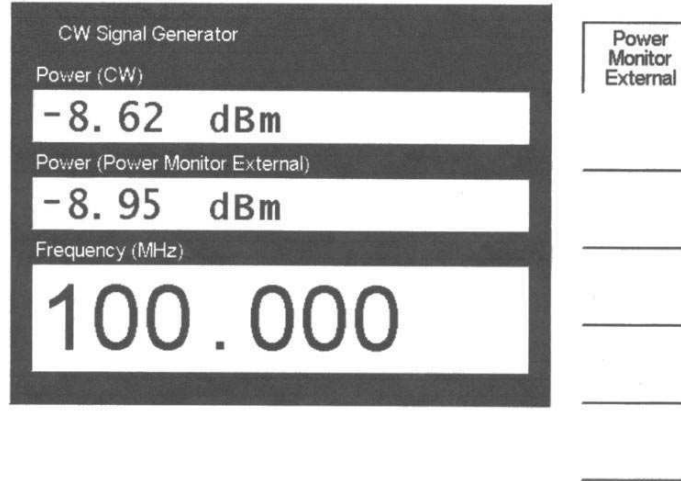 CW Signal Generator
Power (CW)
-8.62 dBm
Power (Power Monitor External)
-8.95 dBm
Frequency (MHz)
100.000
Power
Monitor
External